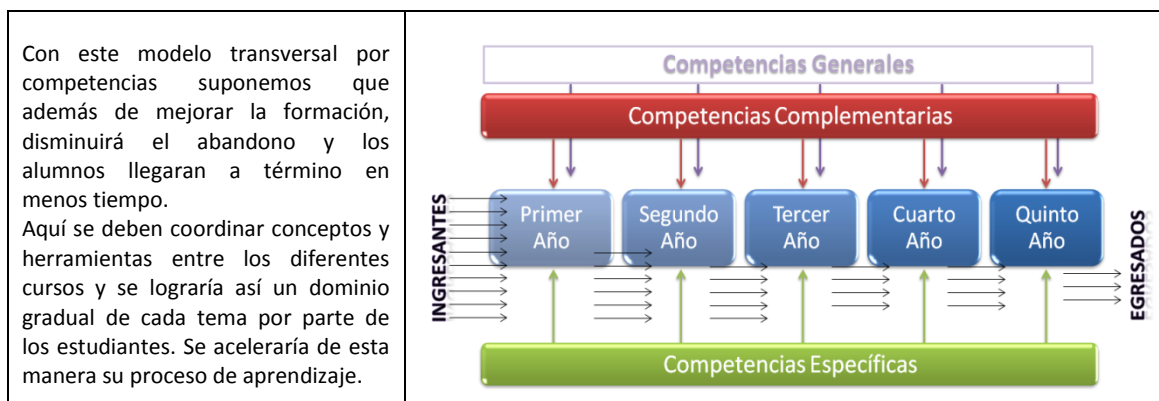 Con este modelo transversal por
competencias suponemos que
además de mejorar la formación,
disminuirá el abandono y los
alumnos llegaran a término en
menos tiempo.
Aquí se deben coordinar conceptos y
herramientas entre los diferentes
cursos y se lograría así un dominio
gradual de cada tema por parte de
los estudiantes. Se aceleraría de esta
manera su proceso de aprendizaje.
Competencias Generales
Competencias Complementarias
INGRESANTES
Primer
Año
Segundo
Año
Tercer
Año
Cuarto
Año
Quinto
Año
EGRESADOS
Competencias Específicas